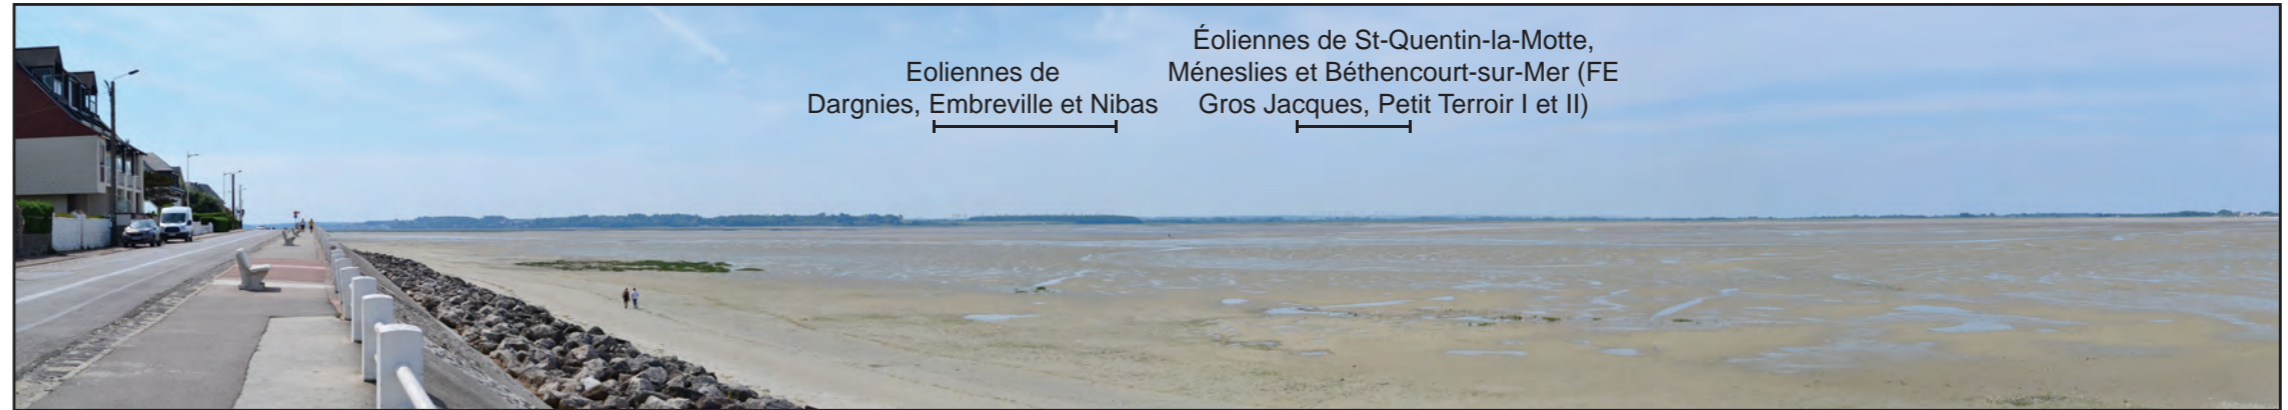 Eoliennes de
Dargnies, Embreville et Nibas
Éoliennes de St-Quentin-la-Motte,
Méneslies et Béthencourt-sur-Mer (FE
Gros Jacques, Petit Terroir I et II)